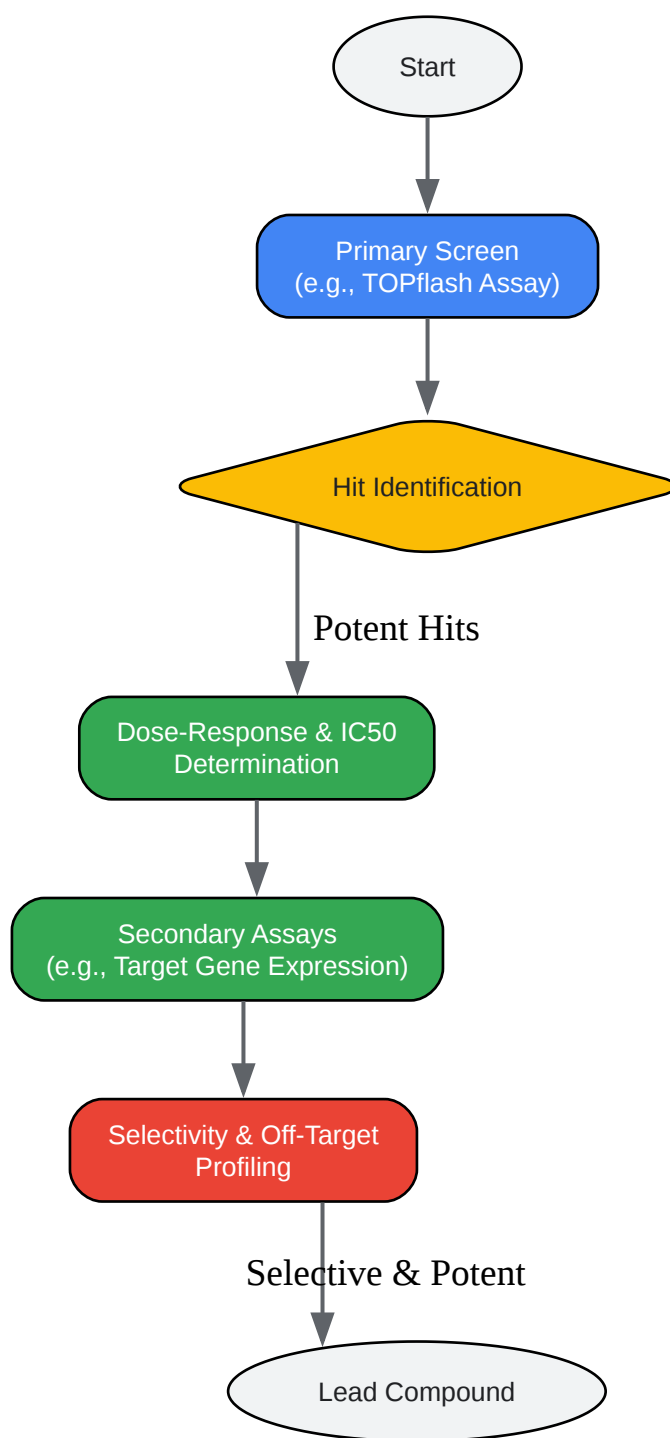 Start
Primary Screen
(e.g., TOPflash Assay)
Hit Identification
Potent Hits
Dose-Response & IC50
Determination
Secondary Assays
(e.g., Target Gene Expression)
Selectivity & Off-Target
Profiling
Selective & Potent
Lead Compound